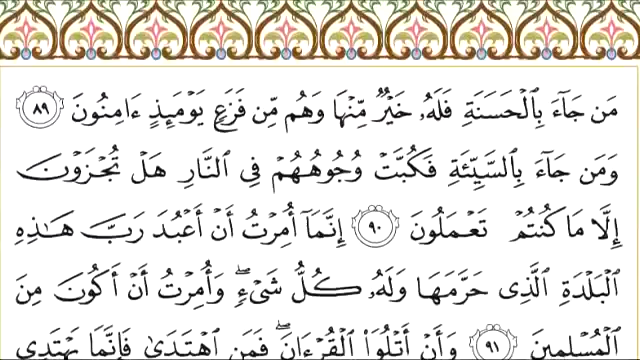 مَن جَآءَ بِٱلۡحَسَنَةِ فَلَهُۥ خَيۡرٞ مِّنۡهَا وَهُم مِّن فَزَعٖ يَوۡمَئِذٍ ءَامِنُونَ ٨٩
وَمَن جَآءَ بِٱلسَّيِّئَةِ فَكُبَّتۡ وُجُوهُهُمۡ فِي ٱلنَّارِ هَلۡ تُجۡزَوۡنَ
إِلَّا مَا كُنتُمۡ تَعۡمَلُونَ ٩٠ إِنَّمَآ أُمِرۡتُ أَنۡ أَعۡبُدَ رَبَّ هَٰذِهِ
ٱلۡبَلۡدَةِ ٱلَّذِي حَرَّمَهَا وَلَهُۥ كُلُّ شَيۡءٖۖ وَأُمِرۡتُ أَنۡ أَكُونَ مِنَ
ٱلۡمُسۡلِمِينَ ٩١ وَأَنۡ أَتۡلُوَاْ ٱلۡقُرۡءَانَۖ فَمَنِ ٱهۡتَدَىٰ فَإِنَّمَا يَهۡتَدِي